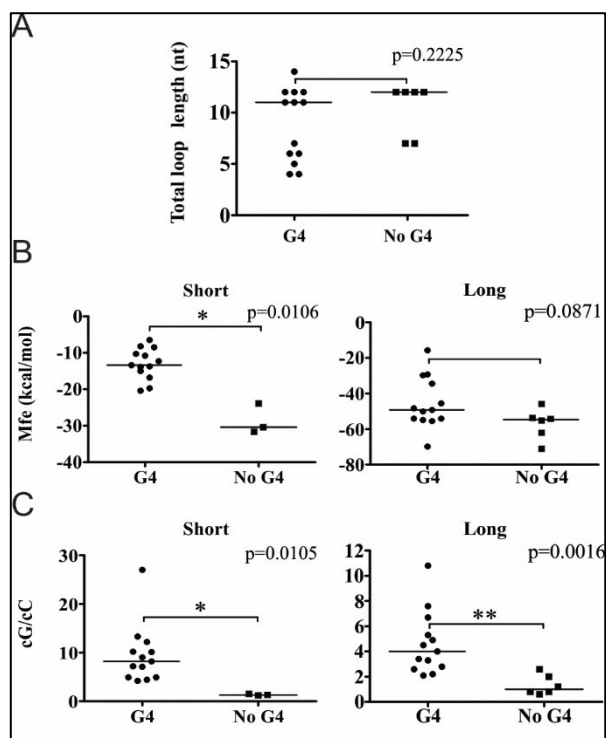 A
p=0.2225
15
10
5
0
Total loop length (nt)
G4
No G4
B
Short
p=0.0106
*
0
-10
-20
-30
-40
Mfe (kcal/mol)
G4
No G4
Long
p=0.0871
0
-20
-40
-60
-80
G4
No G4
C
Short
p=0.0105
*
30
20
10
0
cG/cC
G4
No G4
Long
p=0.0016
**
12
10
8
6
4
2
0
G4
No G4